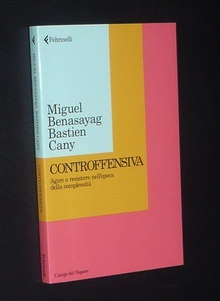 Feltrinelli
Miguel
Benasayag
Bastien
Cany
CONTROFFENSIVA
Agire e resistere nell'epoca
della complessità
Campi del Sapere